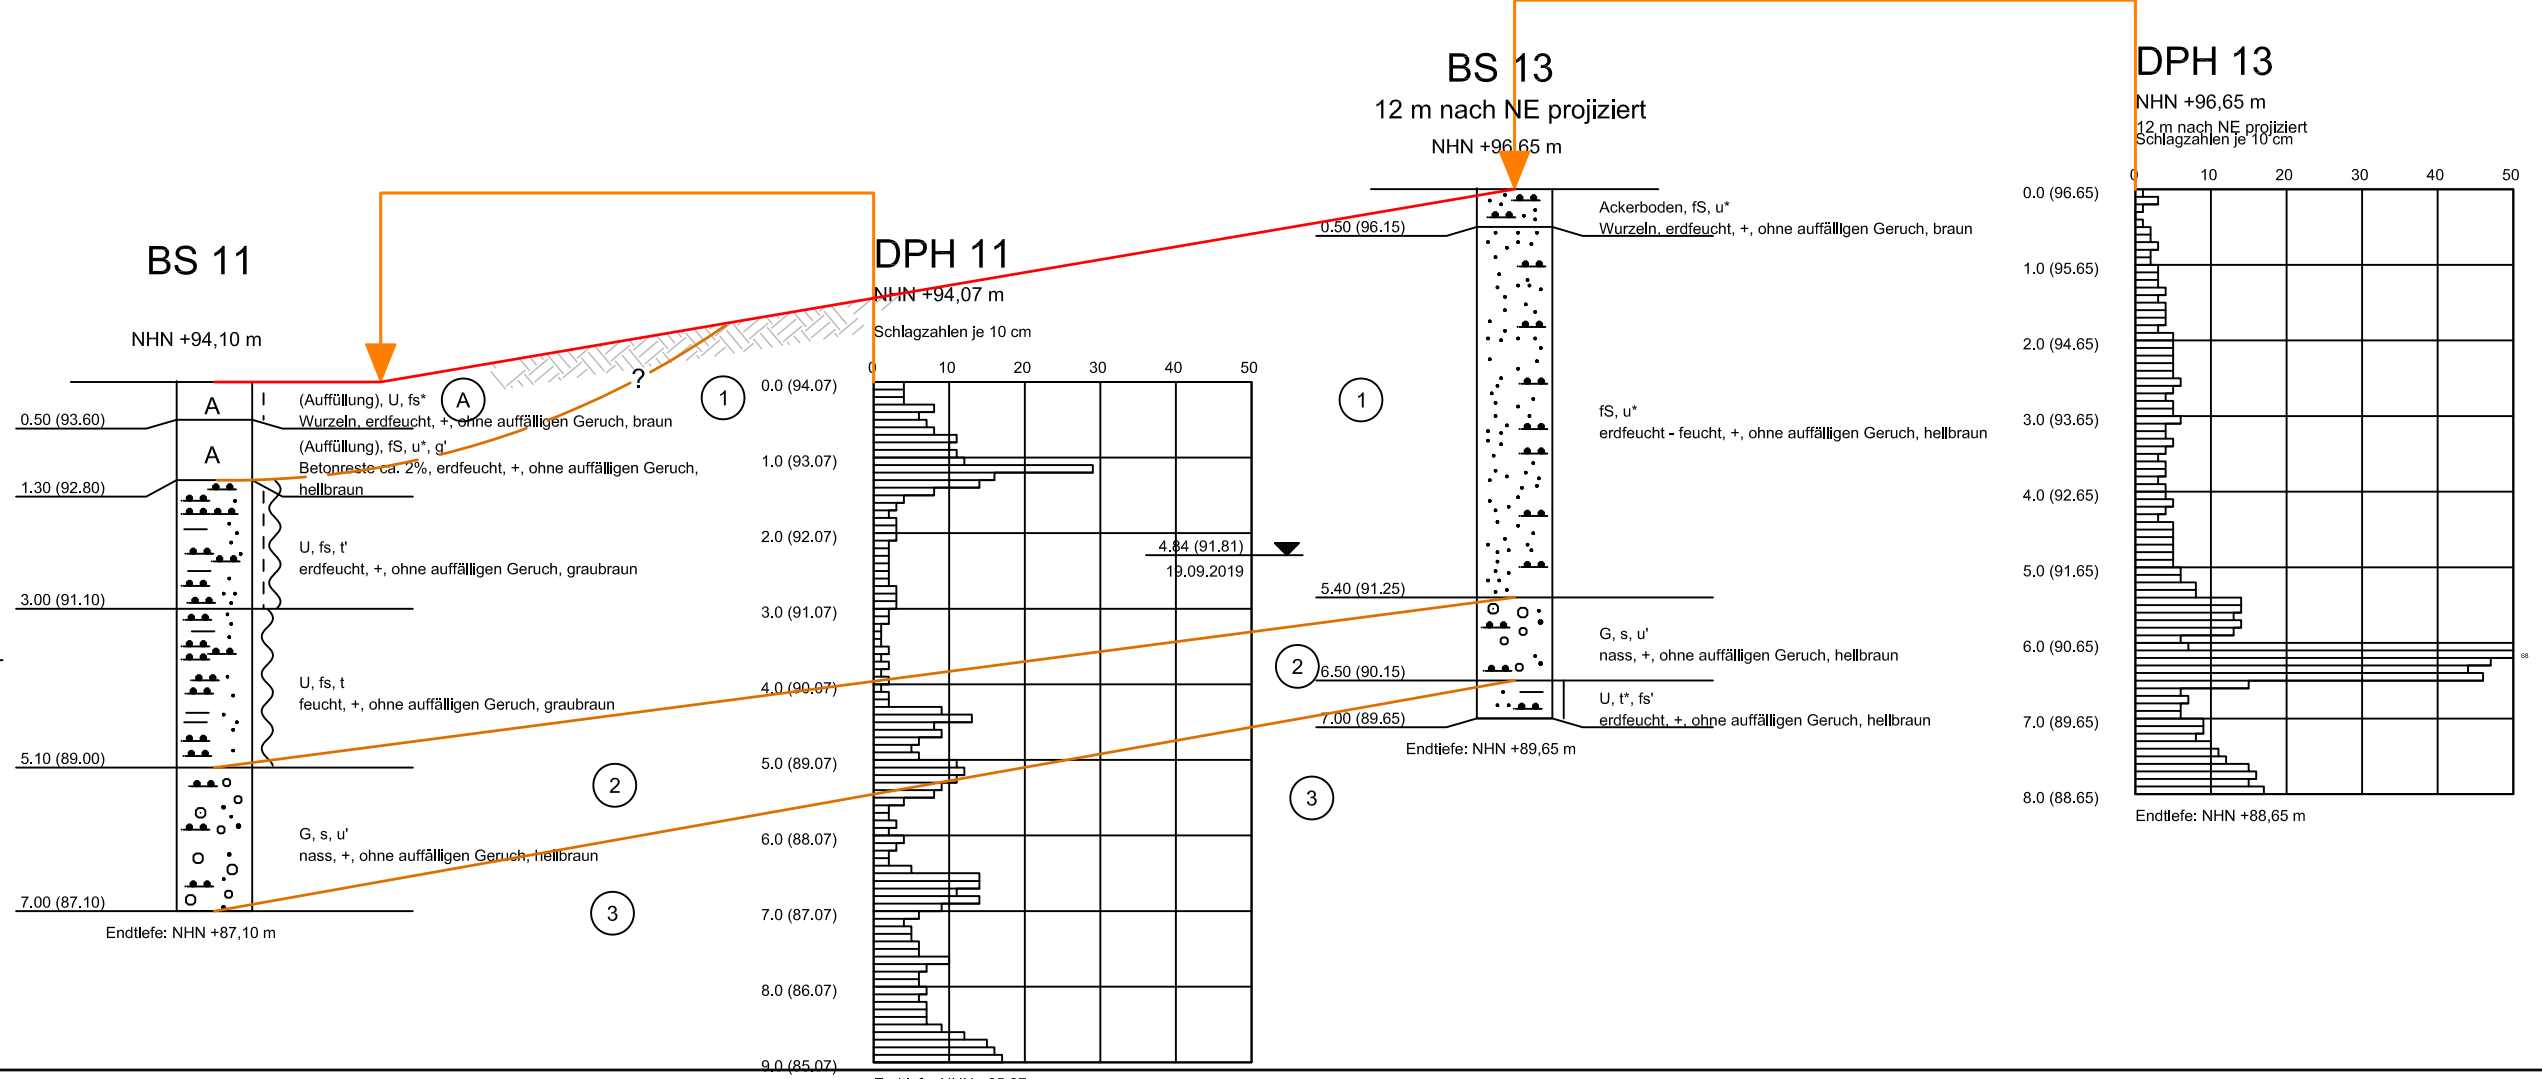 BS 11
NHN +94,10 m
0.50 (93.60)
1.30 (92.80)
3.00 (91.10)
5.10 (89.00)
7.00 (87.10)
A
A
(Auffüllung), U, fs*
Wurzeln, erdfeucht, +, ohne auffälligen Geruch, braun
(Auffüllung), fS, u*, g'
Betonreste ca. 2%, erdfeucht, +, ohne auffälligen Geruch,
hellbraun
U, fs, t'
erdfeucht, +, ohne auffälligen Geruch, graubraun
U, fs, t
feucht, +, ohne auffälligen Geruch, graubraun
G, s, u'
nass, +, ohne auffälligen Geruch, hellbraun
Endtiefe: NHN +87,10 m
A
?
1
2
3
DPH 11
NHN +94,07 m
Schlagzahlen je 10 cm
0 10 20 30 40 50
0.0 (94.07)
1.0 (93.07)
2.0 (92.07)
3.0 (91.07)
4.0 (90.07)
5.0 (89.07)
6.0 (88.07)
7.0 (87.07)
8.0 (86.07)
9.0 (85.07)
BS 13
12 m nach NE projiziert
NHN +96,65 m
0.50 (96.15)
4.84 (91.81)
19.09.2019
5.40 (91.25)
6.50 (90.15)
7.00 (89.65)
1
2
3
Ackerboden, fS, u*
Wurzeln, erdfeucht, +, ohne auffälligen Geruch, braun
fS, u*
erdfeucht - feucht, +, ohne auffälligen Geruch, hellbraun
G, s, u'
nass, +, ohne auffälligen Geruch, hellbraun
U, t*, fs'
erdfeucht, +, ohne auffälligen Geruch, hellbraun
Endtiefe: NHN +89,65 m
DPH 13
NHN +96,65 m
12 m nach NE projiziert
Schlagzahlen je 10 cm
0 10 20 30 40 50
0.0 (96.65)
1.0 (95.65)
2.0 (94.65)
3.0 (93.65)
4.0 (92.65)
5.0 (91.65)
6.0 (90.65)
7.0 (89.65)
8.0 (88.65)
68
Endtiefe: NHN +88,65 m